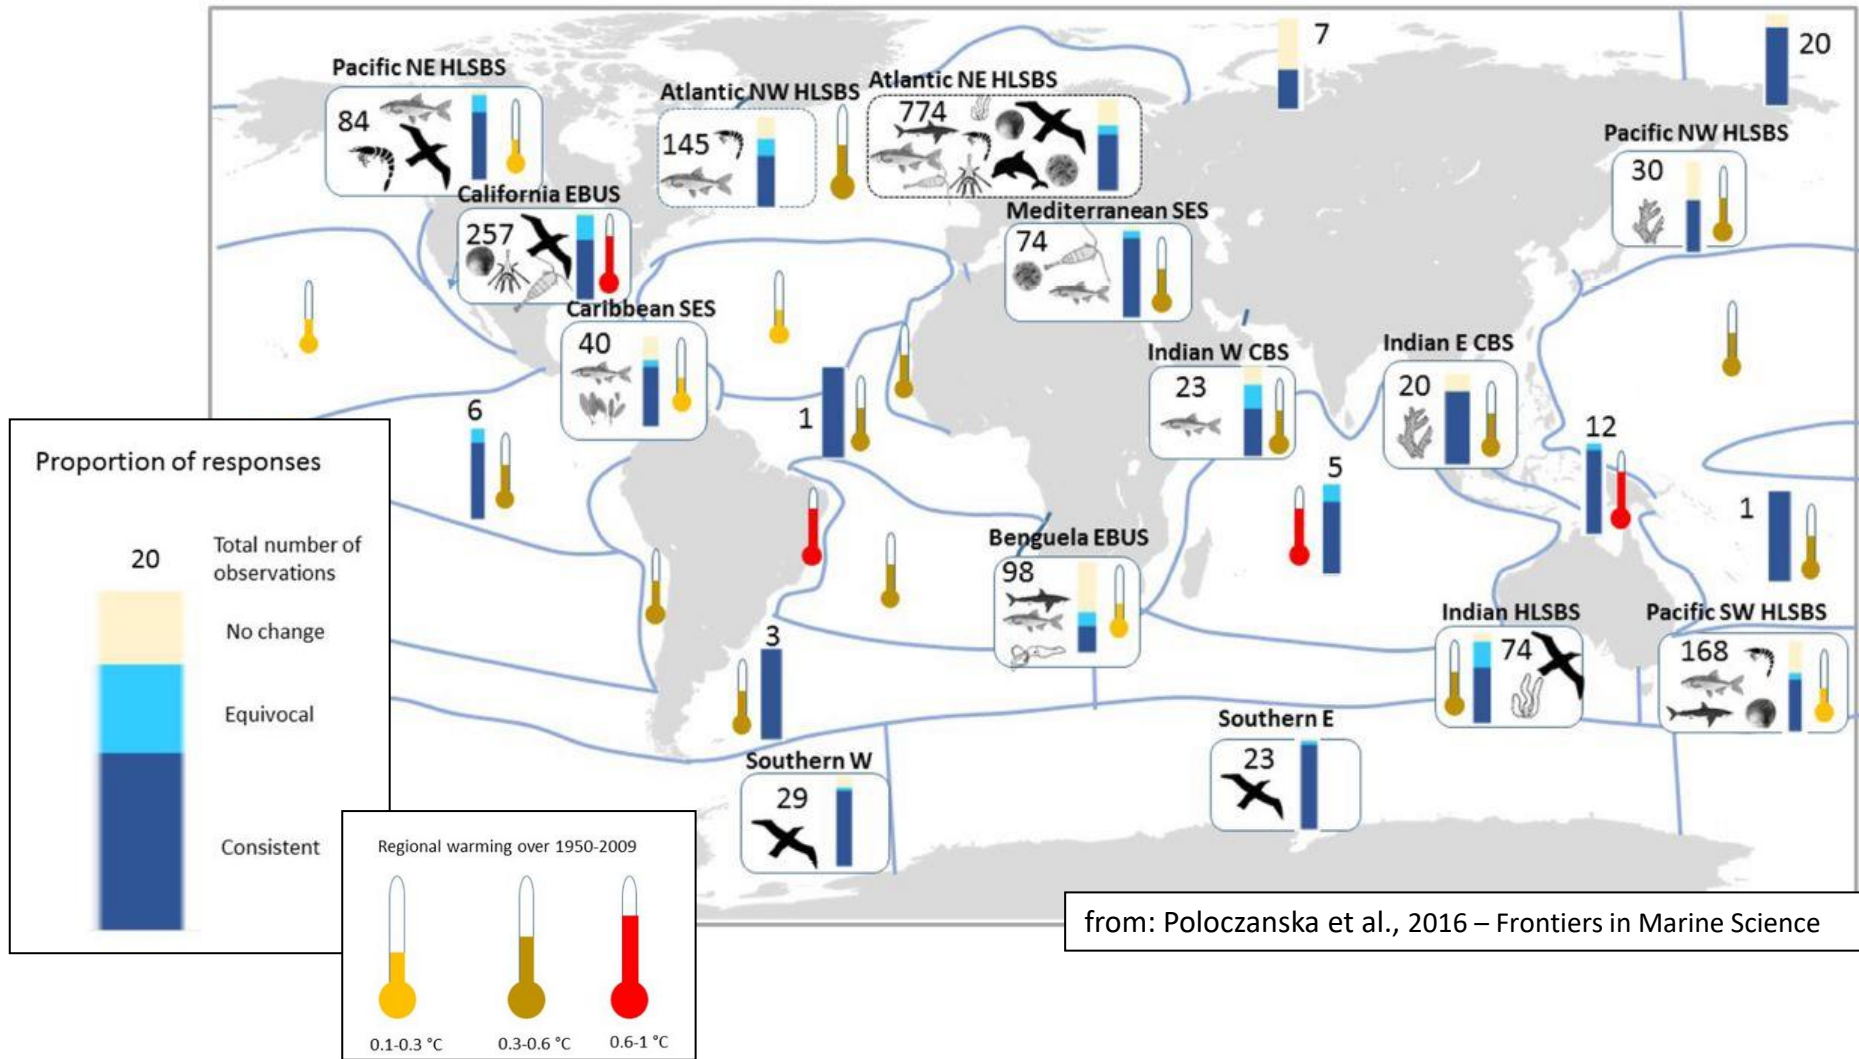 7
20
Pacific NE HLSBS
84
Atlantic NW HLSBS
145
Atlantic NE HLSBS
774
Pacific NW HLSBS
30
California EBUS
257
Mediterranean SES
74
Caribbean SES
40
Indian W CBS
23
Indian E CBS
20
6
1
12
5
1
Benguela EBUS
98
Indian HLSBS
74
Pacific SW HLSBS
168
3
Southern E
23
Southern W
29
Proportion of responses
20
Total number of
observations
No change
Equivocal
Consistent
Regional warming over 1950-2009
0.1-0.3 °C
0.3-0.6 °C
0.6-1 °C
from: Poloczanska et al., 2016 – Frontiers in Marine Science